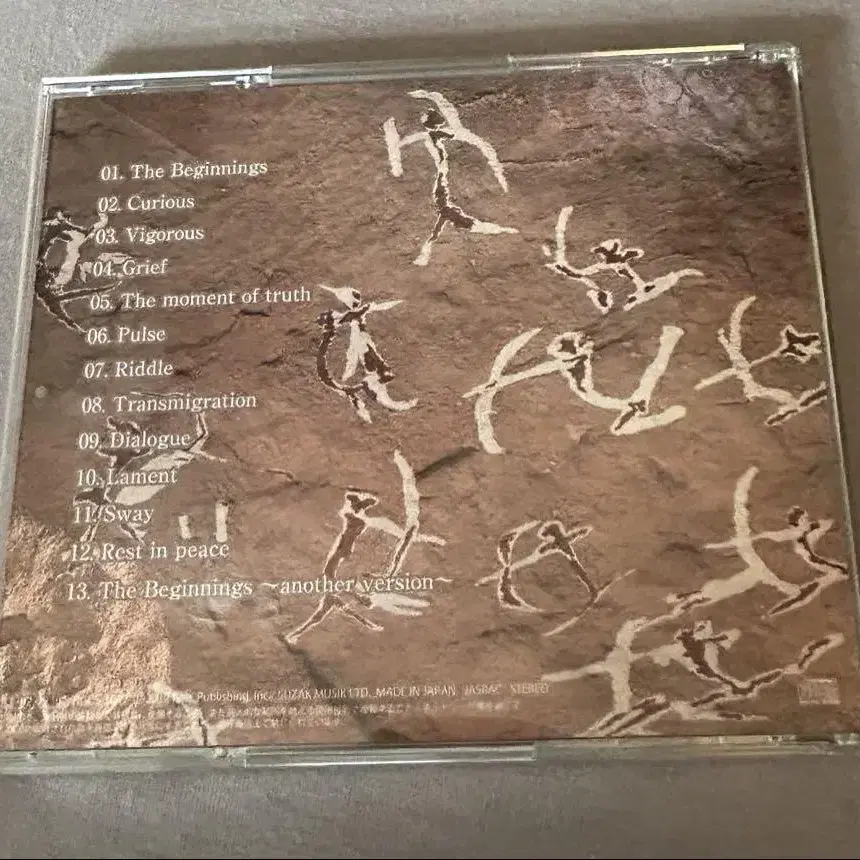 01. The Beginnings
02. Curious
03. Vigorous
04. Grief
05. The moment of truth
06. Pulse
07. Riddle
08. Transmigration
09. Dialogue
10. Lament
11. Sway
12. Rest in peace
13. The Beginnings ~another version~
Publishing, Inc. SUZAK MUSIK LTD. MADE IN JAPAN JASRAC STEREO